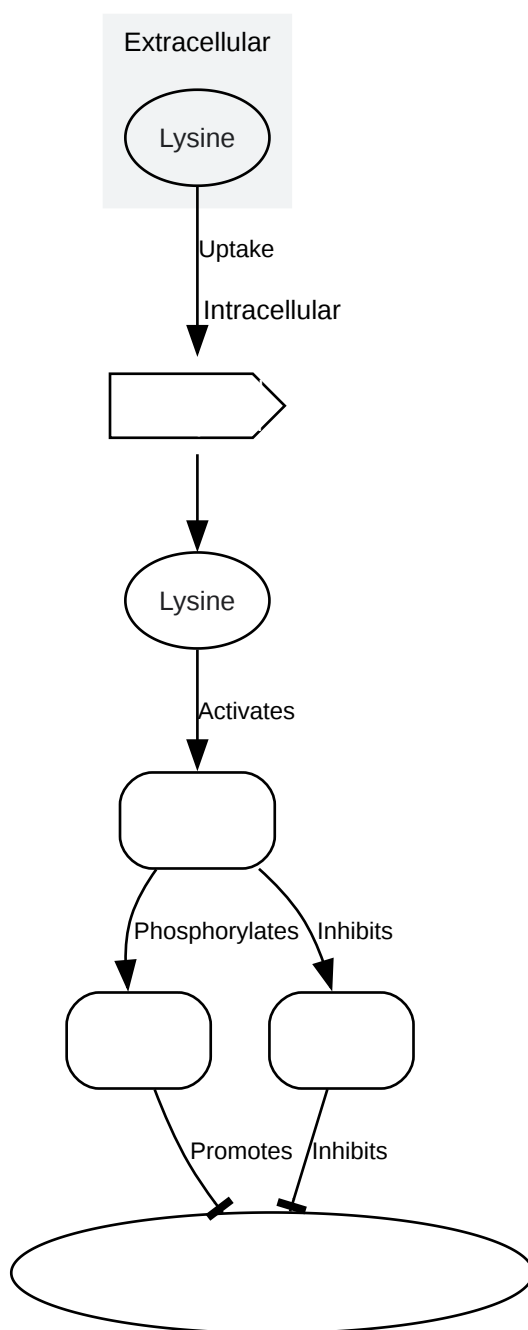 Extracellular
Lysine
Uptake
Intracellular
Lysine
Activates
Phosphorylates
Inhibits
Promotes
Inhibits